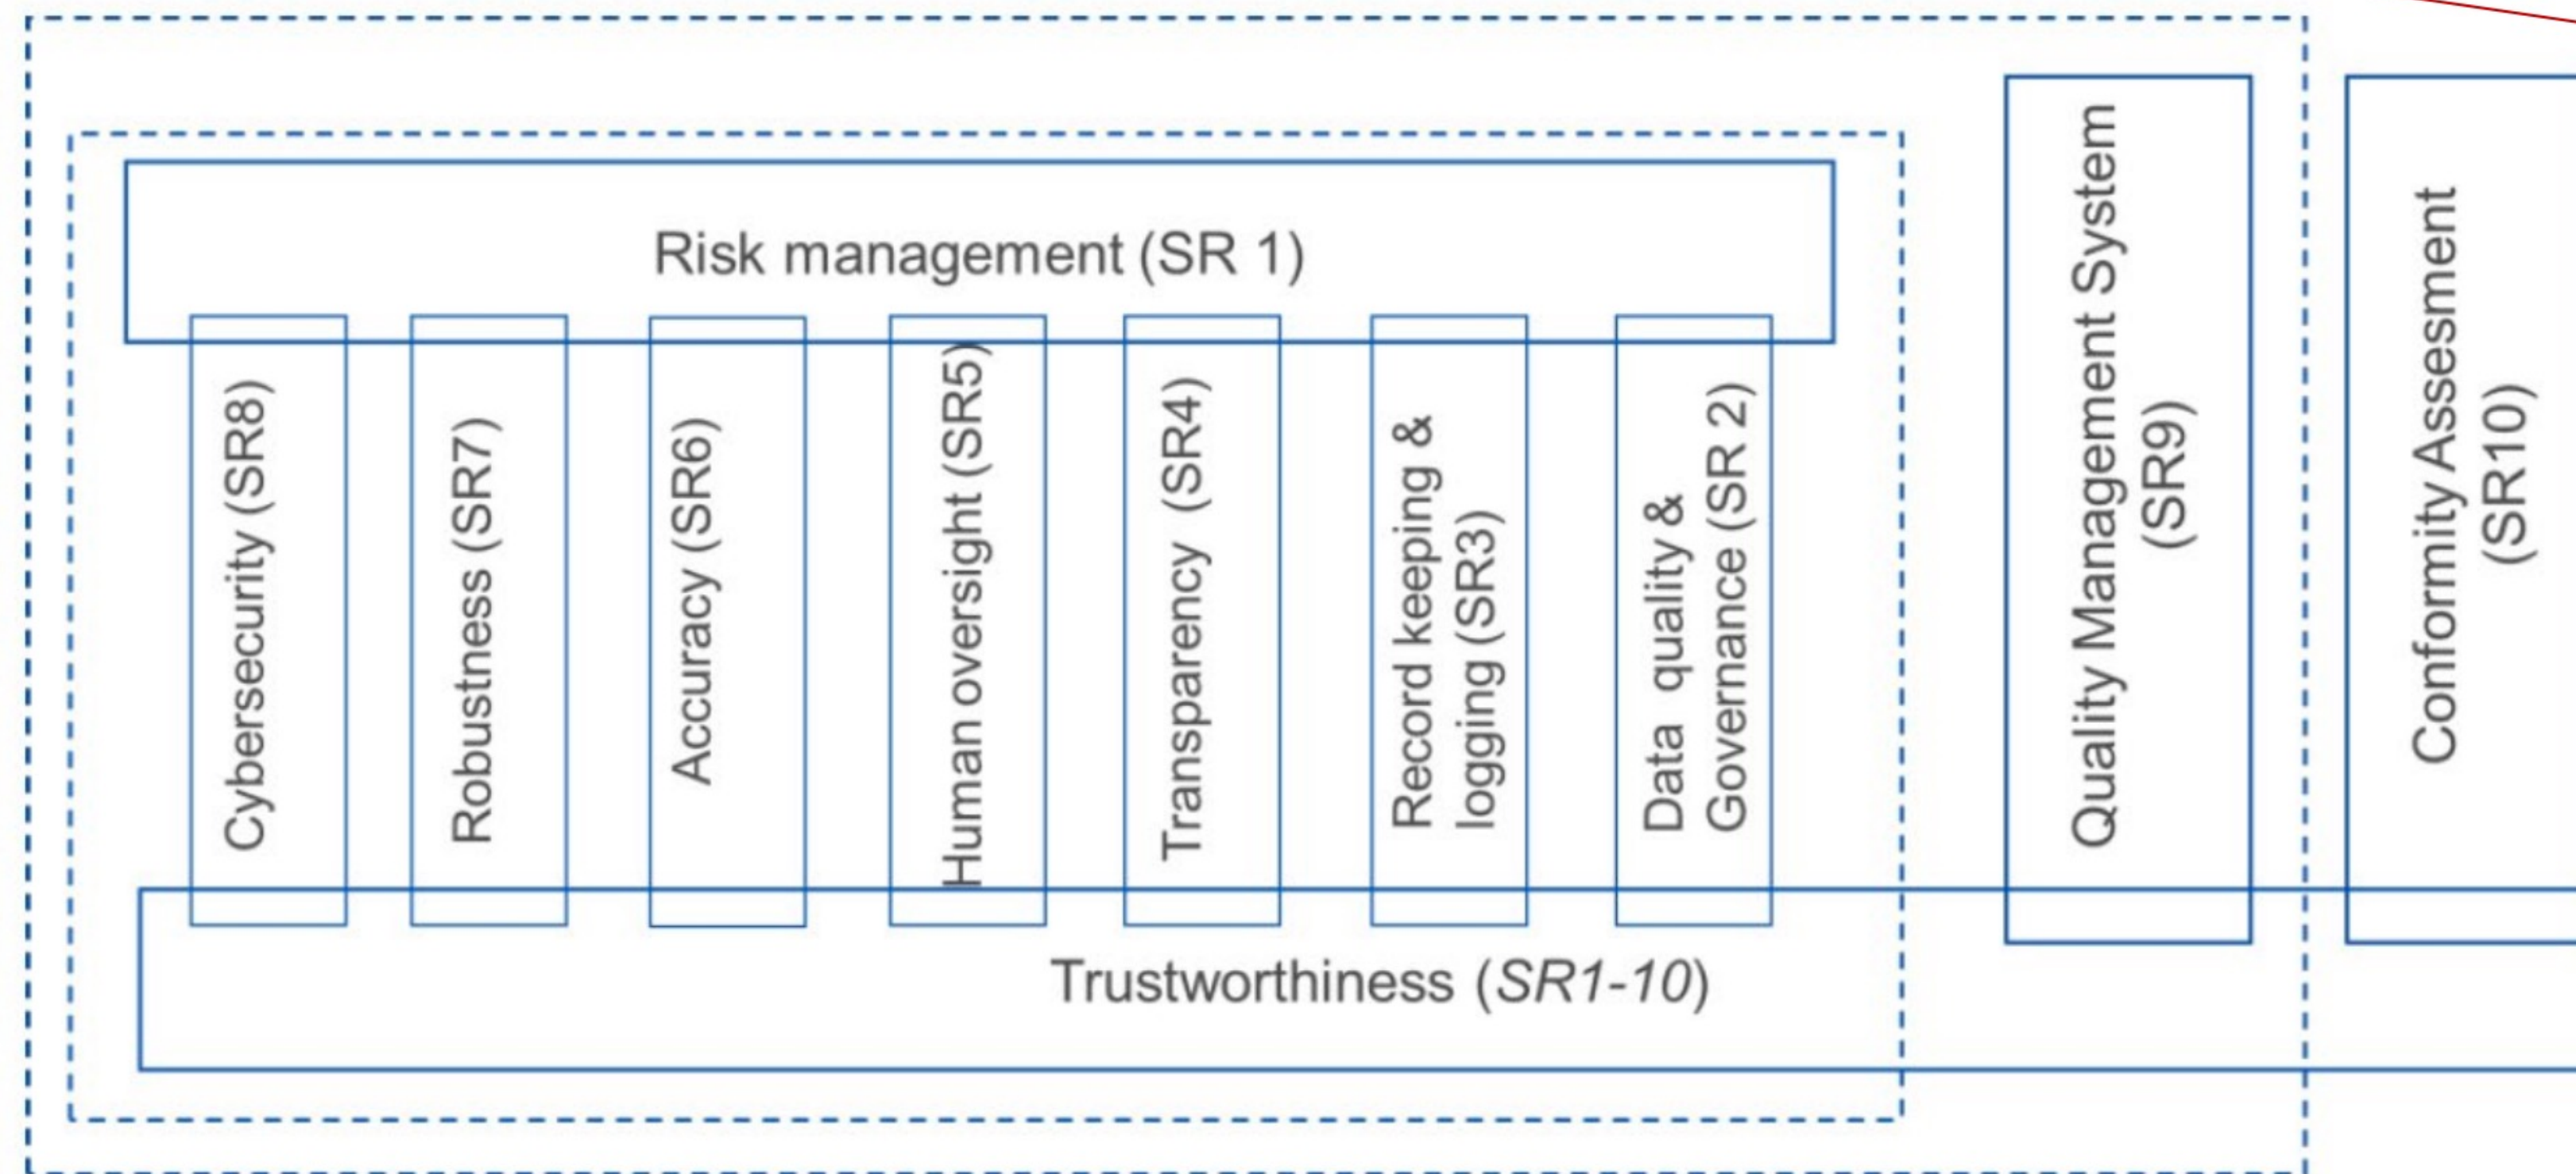 Risk management (SR 1)
Cybersecurity (SR8)
Robustness (SR7)
Accuracy (SR6)
Human oversight (SR5)
Transparency (SR4)
Record keeping &
logging (SR3)
Data quality &
Governance (SR 2)
Quality Management System
(SR9)
Conformity Assessment
(SR10)
Trustworthiness (SR1-10)